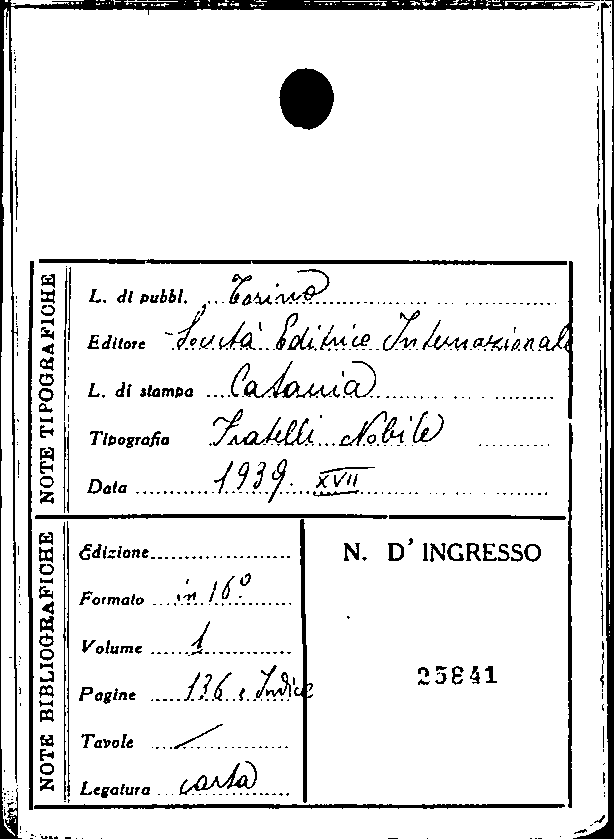 NOTE TIPOGRAFICHE
L. di pubbl. Torino
Editore Società Editrice Internazionale
L. di stampa Catania
Tipografia Fratelli Nobile
Data 1939. XVII
NOTE BIBLIOGRAFICHE
Edizione
Formato in 16º
Volume 1
Pagine 136 e Indice
Tavole /
Legatura carta
N. D' INGRESSO
25841